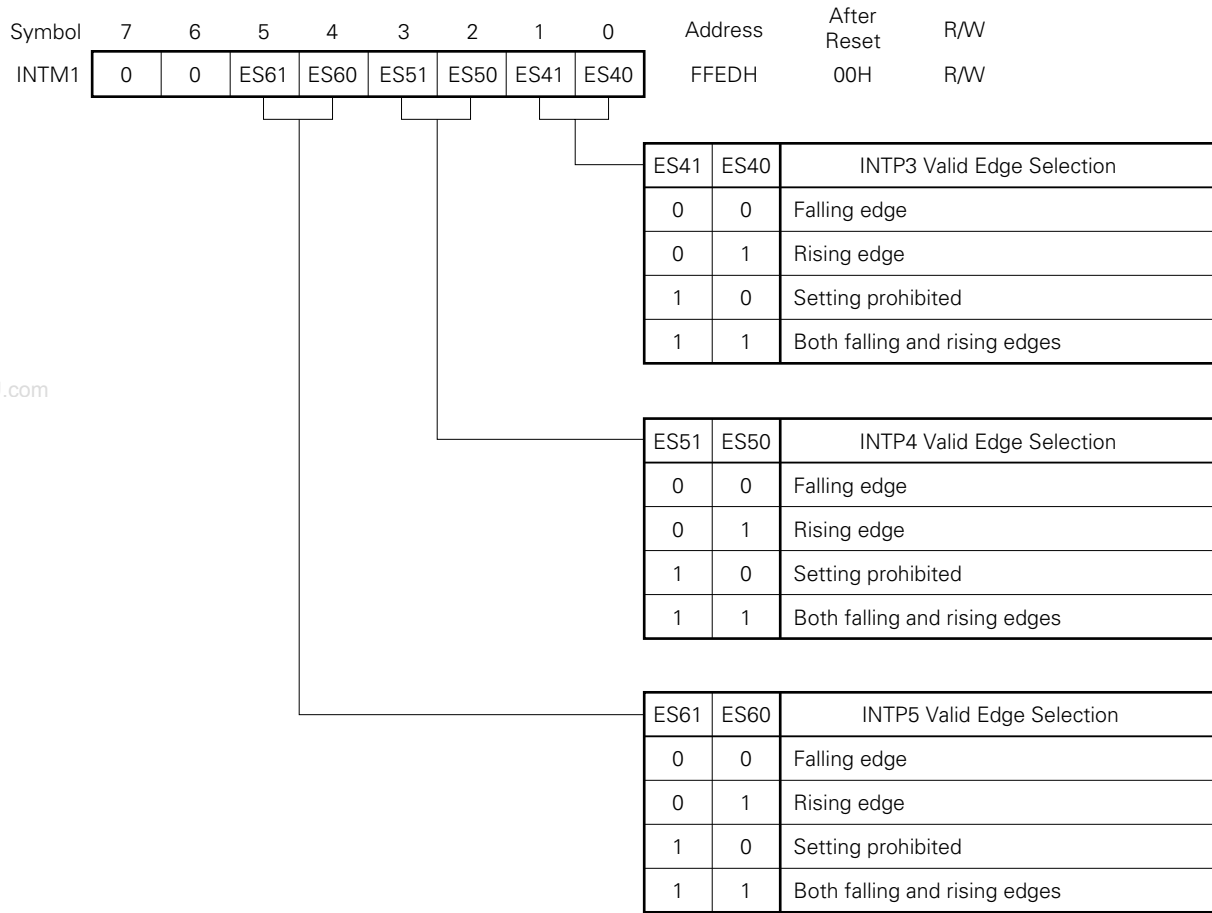 Symbol 7 6 5 4 3 2 1 0 Address After Reset R/W
INTM1 0 0 ES61 ES60 ES51 ES50 ES41 ES40 FFEDH 00H R/W
ES41 ES40 INTP3 Valid Edge Selection
0 0 Falling edge
0 1 Rising edge
1 0 Setting prohibited
1 1 Both falling and rising edges
.com
ES51 ES50 INTP4 Valid Edge Selection
0 0 Falling edge
0 1 Rising edge
1 0 Setting prohibited
1 1 Both falling and rising edges
ES61 ES60 INTP5 Valid Edge Selection
0 0 Falling edge
0 1 Rising edge
1 0 Setting prohibited
1 1 Both falling and rising edges